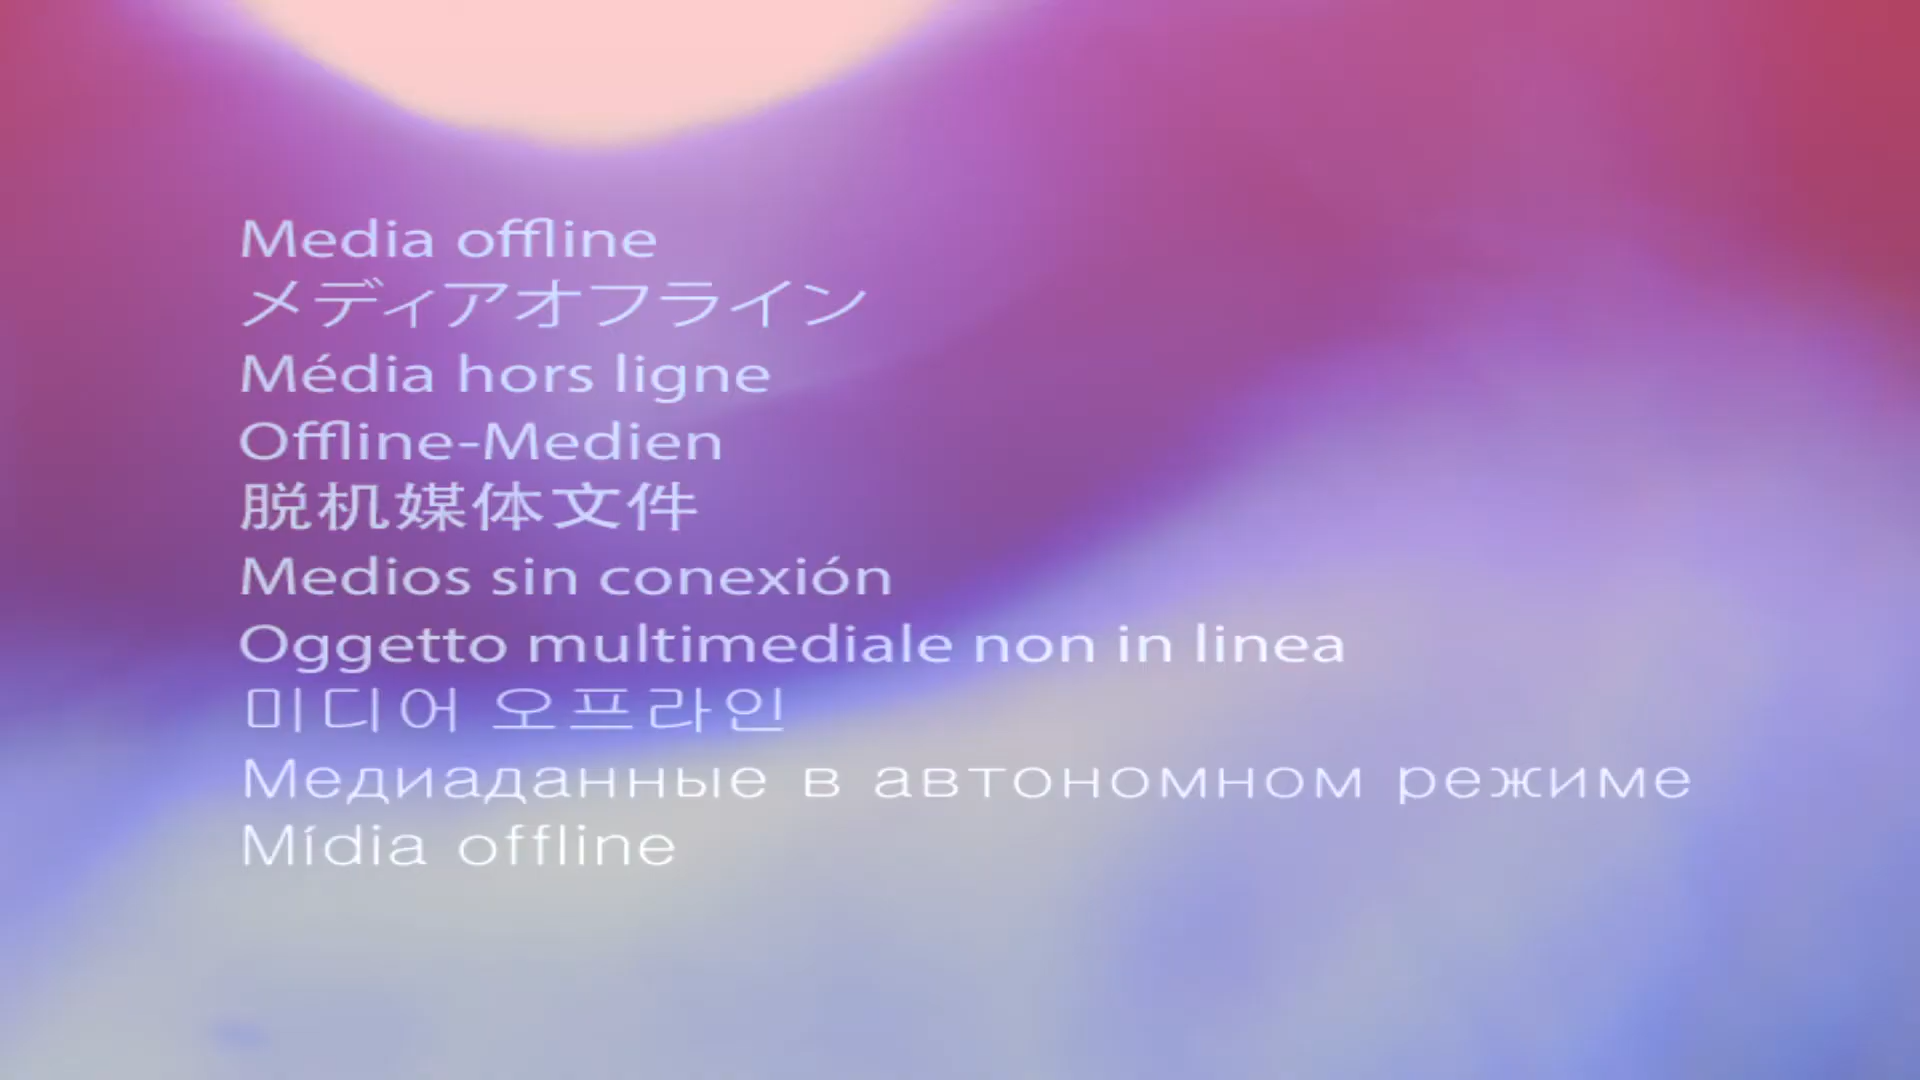 Media offline
メディアオフライン
Média hors ligne
Offline-Medien
脱机媒体文件
Medios sin conexión
Oggetto multimediale non in linea
미디어 오프라인
Медиаданные в автономном режиме
Mídia offline